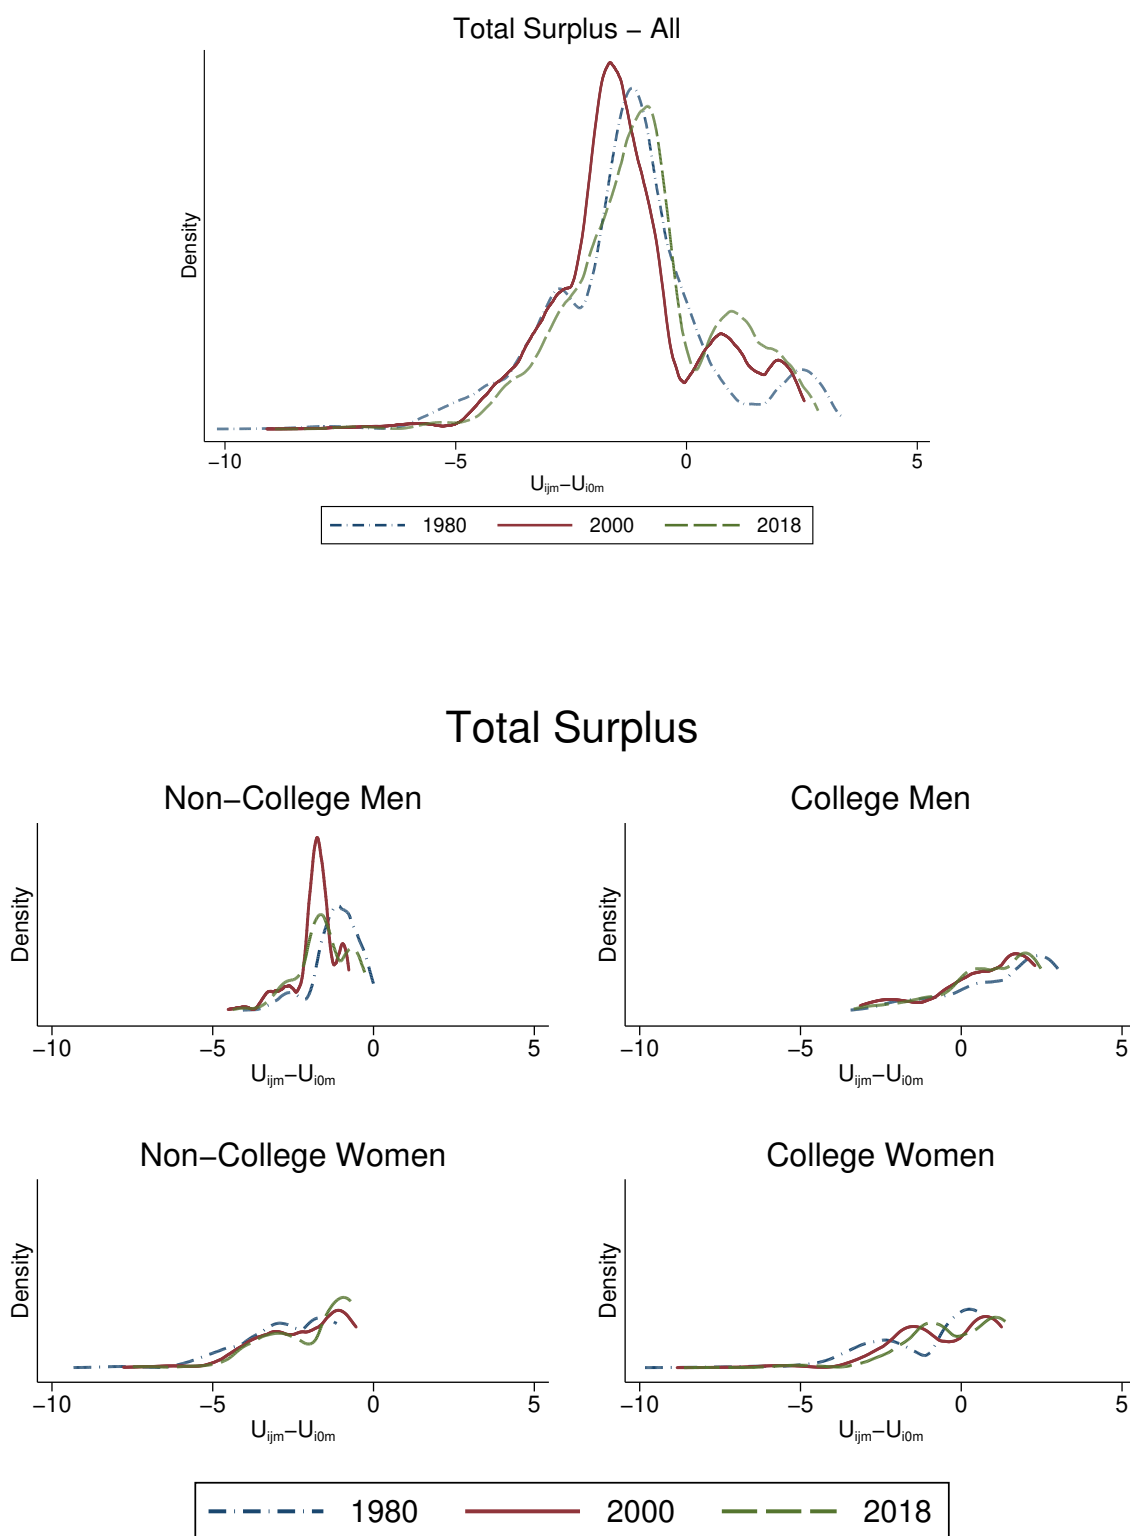 Total Surplus − All
Density
−10 −5 0 5
Uijm−Ui0m
1980 2000 2018
Total Surplus
Non−College Men
Density
−10 −5 0 5
Uijm−Ui0m
College Men
Density
−10 −5 0 5
Uijm−Ui0m
Non−College Women
Density
−10 −5 0 5
Uijm−Ui0m
College Women
Density
−10 −5 0 5
Uijm−Ui0m
1980 2000 2018